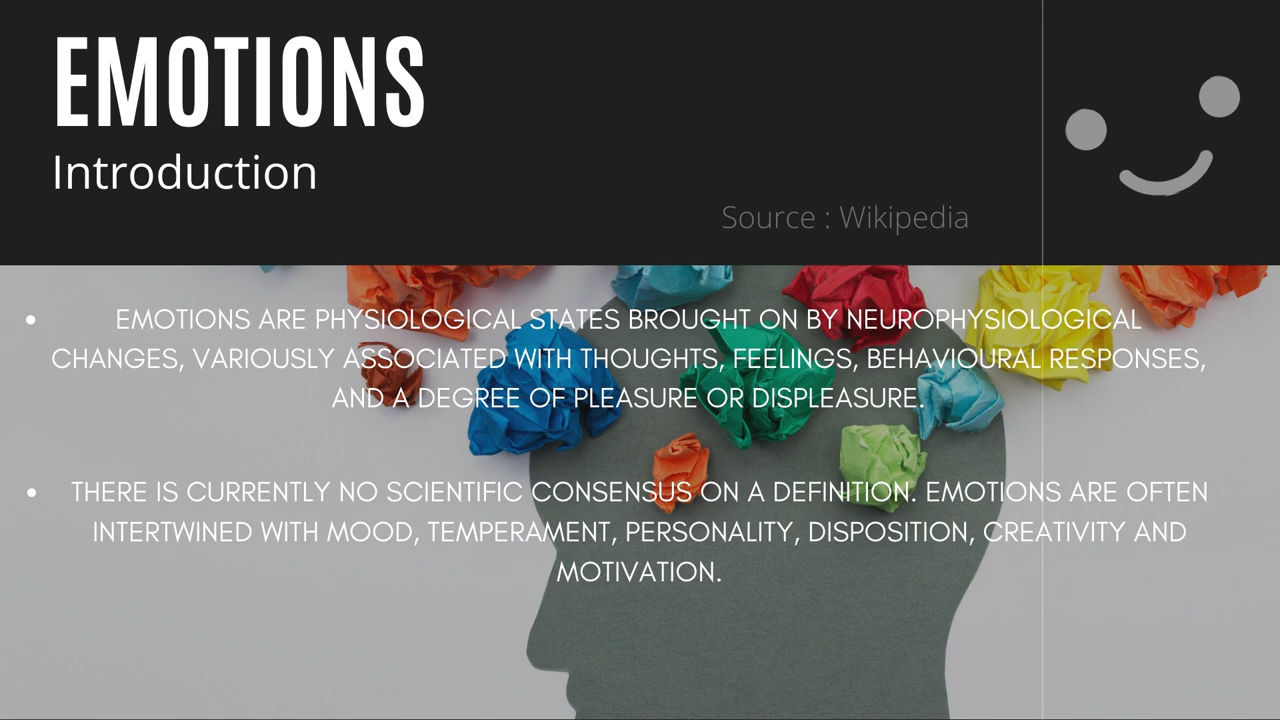 EMOTIONS
Introduction
Source : Wikipedia
• EMOTIONS ARE PHYSIOLOGICAL STATES BROUGHT ON BY NEUROPHYSIOLOGICAL
CHANGES, VARIOUSLY ASSOCIATED WITH THOUGHTS, FEELINGS, BEHAVIOURAL RESPONSES,
AND A DEGREE OF PLEASURE OR DISPLEASURE.
• THERE IS CURRENTLY NO SCIENTIFIC CONSENSUS ON A DEFINITION. EMOTIONS ARE OFTEN
INTERTWINED WITH MOOD, TEMPERAMENT, PERSONALITY, DISPOSITION, CREATIVITY AND
MOTIVATION.